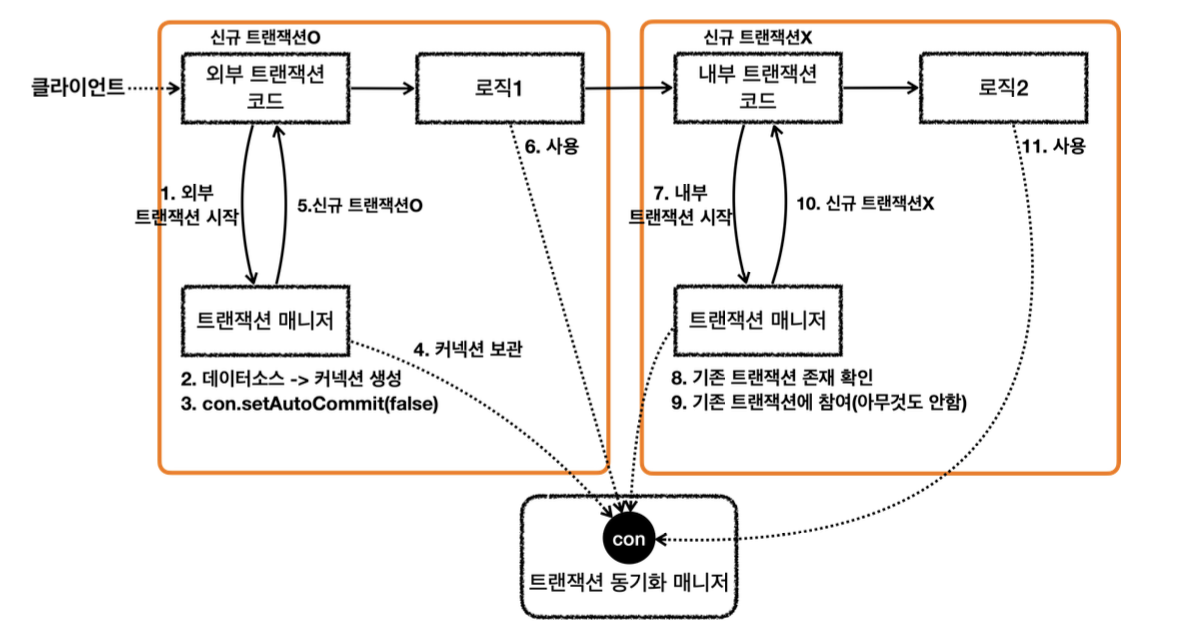 신규 트랜잭션O
클라이언트
외부 트랜잭션
코드
로직1
1. 외부
트랜잭션 시작
5.신규 트랜잭션O
6. 사용
트랜잭션 매니저
4. 커넥션 보관
2. 데이터소스 -> 커넥션 생성
3. con.setAutoCommit(false)
신규 트랜잭션X
내부 트랜잭션
코드
로직2
7. 내부
트랜잭션 시작
10. 신규 트랜잭션X
11. 사용
트랜잭션 매니저
8. 기존 트랜잭션 존재 확인
9. 기존 트랜잭션에 참여(아무것도 안함)
con
트랜잭션 동기화 매니저